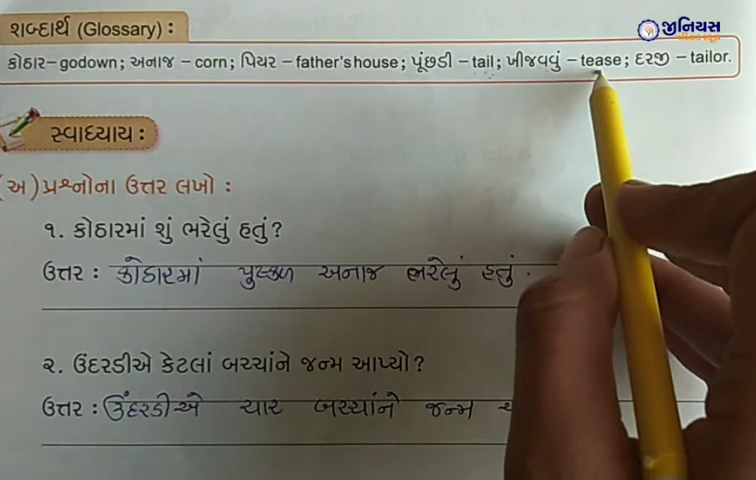 શબ્દાર્થ (Glossary) :
જીનિયસ
કોઠાર – godown ; અનાજ – corn ; પિયર – father's house ; પૂંછડી – tail ; ખીજવવું – tease ; દરજી – tailor.
સ્વાધ્યાય :
(અ) પ્રશ્નોના ઉત્તર લખો :
૧. કોઠારમાં શું ભરેલું હતું?
ઉત્તર : કોઠારમાં પુષ્કળ અનાજ ભરેલું હતું .
૨. ઉંદરડીએ કેટલાં બચ્ચાંને જન્મ આપ્યો?
ઉત્તર : ઉંદરડીએ ચાર બચ્ચાંને જન્મ